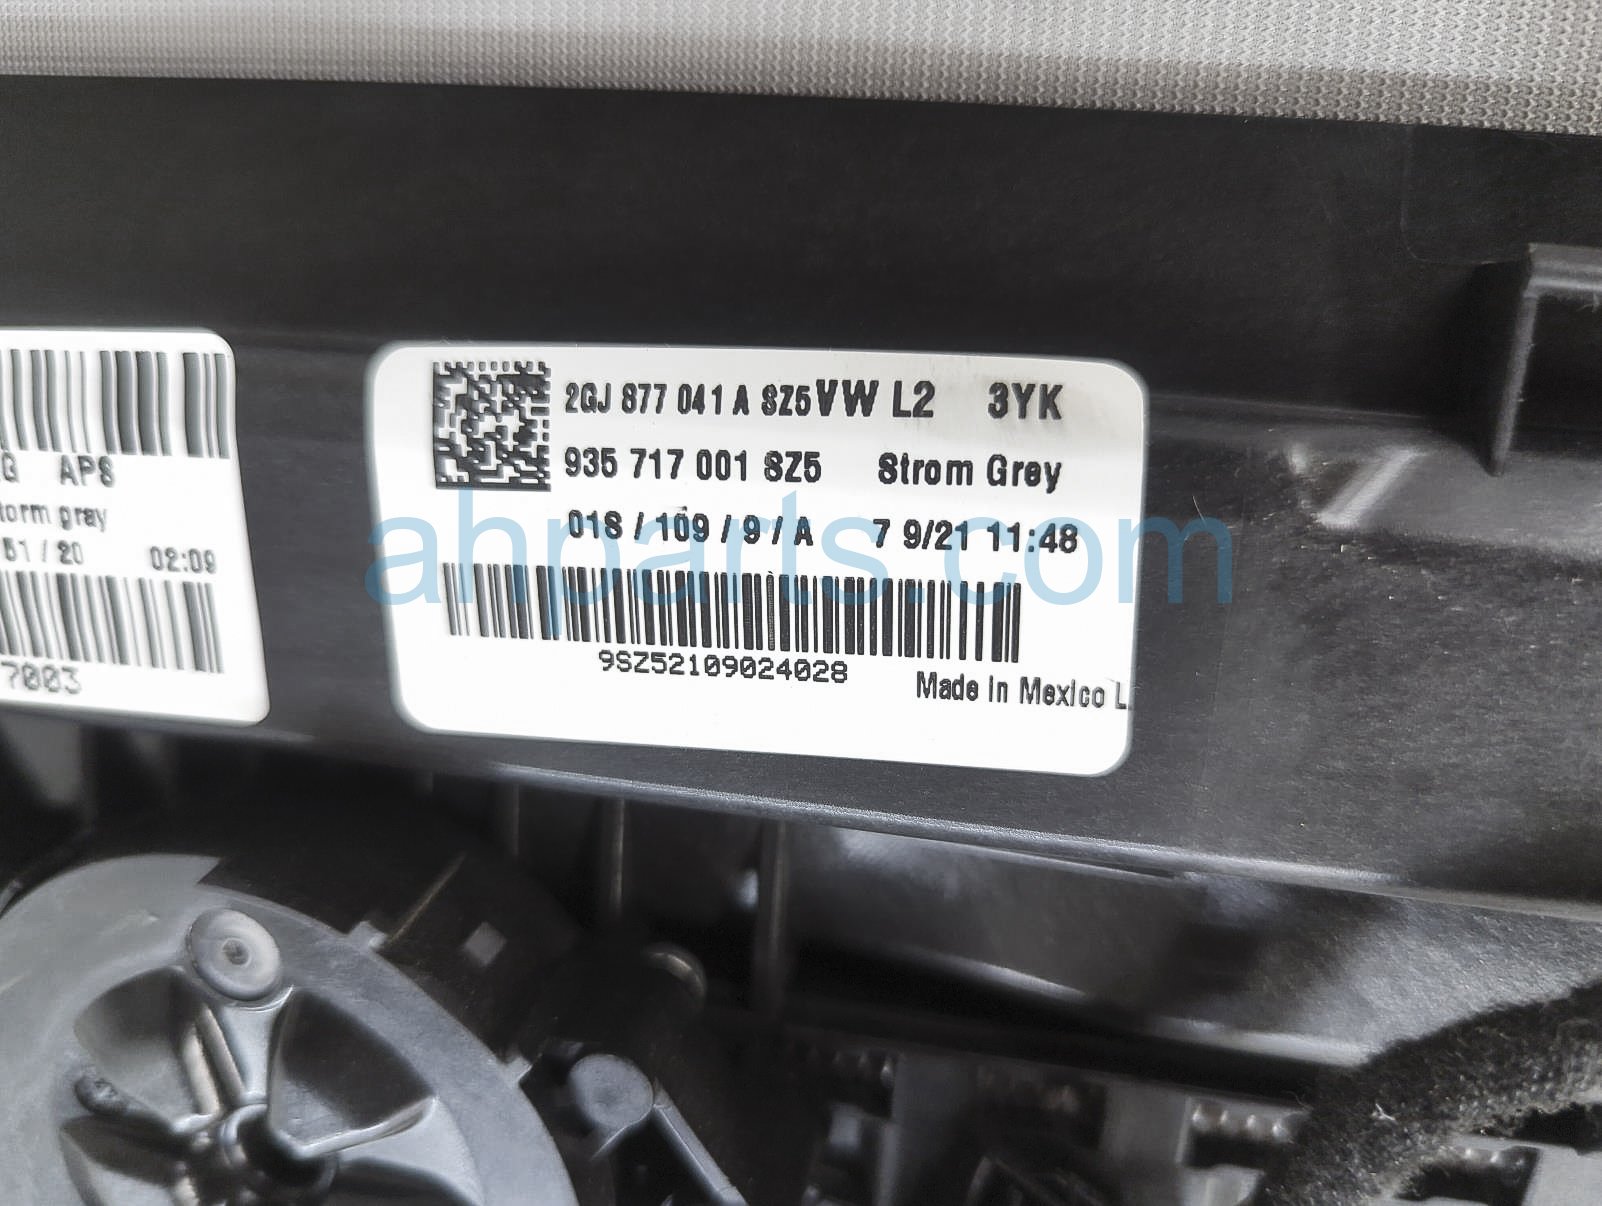 G APS
torm gray
51 / 20 02:09
7003
2GJ 877 041 A SZ5 VW L2 3YK
935 717 001 SZ5 Strom Grey
01S / 109 / 9 / A 7 9/21 11:48
9SZ52109024028
Made in Mexico L
ahparts.com